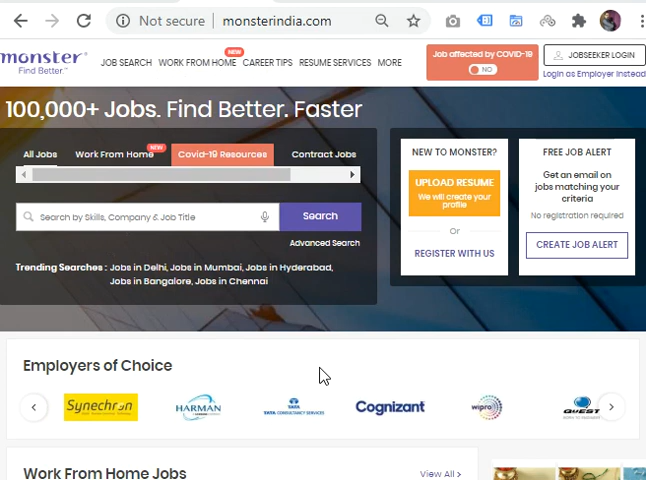 Not secure | monsterindia.com
monster
Find Better.™
JOB SEARCH
WORK FROM HOME
NEW
CAREER TIPS
RESUME SERVICES
MORE
Job affected by COVID-19
NO
JOBSEEKER LOGIN
Login as Employer Instead
100,000+ Jobs. Find Better. Faster
All Jobs
Work From Home
NEW
Covid-19 Resources
Contract Jobs
Search by Skills, Company & Job Title
Search
Advanced Search
Trending Searches : Jobs in Delhi, Jobs in Mumbai, Jobs in Hyderabad,
Jobs in Bangalore, Jobs in Chennai
NEW TO MONSTER?
UPLOAD RESUME
We will create your
profile
Or
REGISTER WITH US
FREE JOB ALERT
Get an email on
jobs matching your
criteria
No registration required
CREATE JOB ALERT
Employers of Choice
Synechron
HARMAN
TATA
TATA CONSULTANCY SERVICES
Cognizant
wipro
QUEST
Work From Home Jobs
View All >